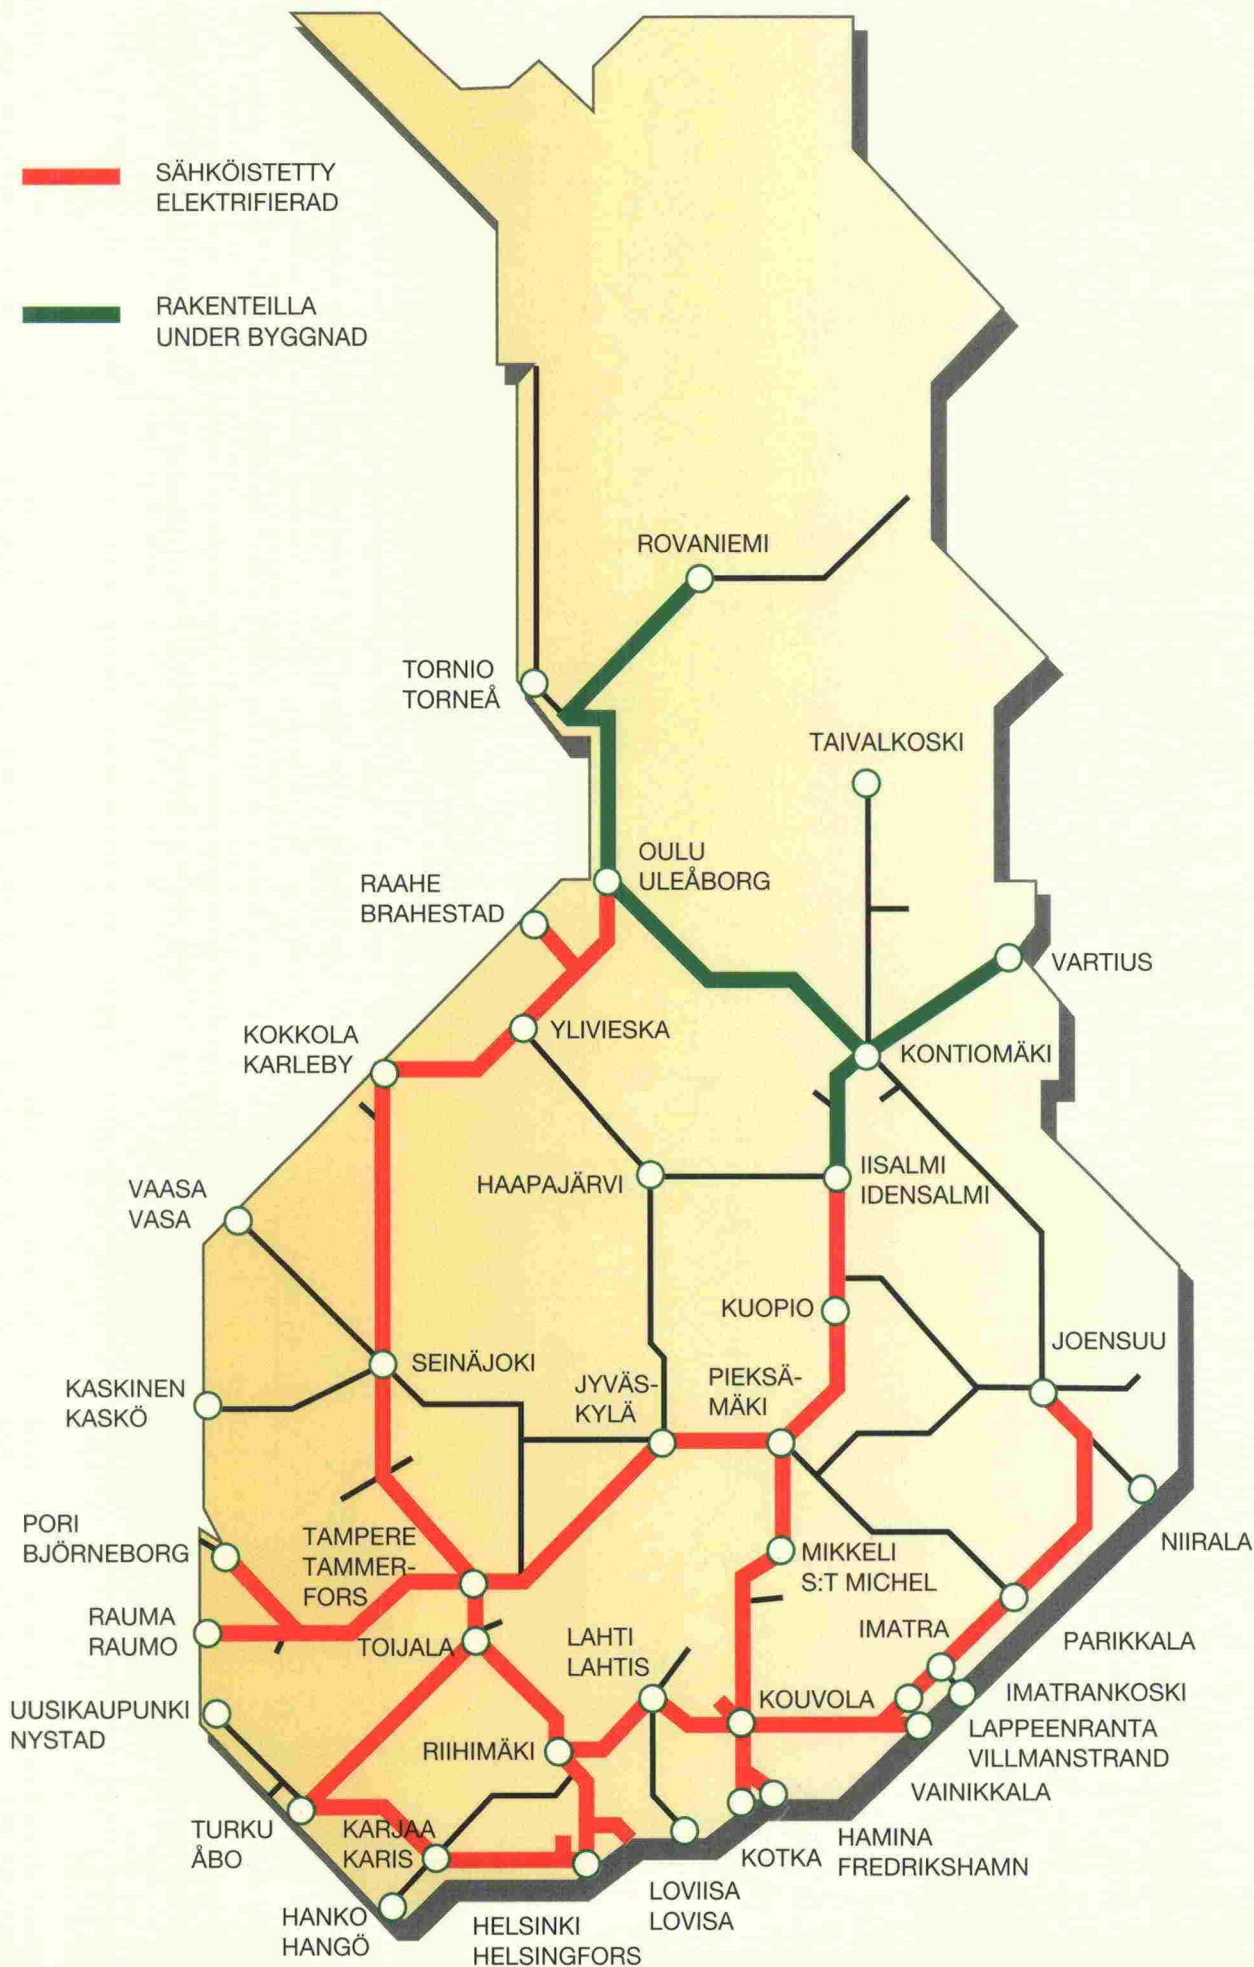 SÄHKÖISTETTY
ELEKTRIFIERAD
RAKENTEILLA
UNDER BYGGNAD
ROVANIEMI
TORNIO
TORNEÅ
TAIVALKOSKI
OULU
ULEÅBORG
RAAHE
BRAHESTAD
VARTIUS
KOKKOLA
KARLEBY
YLIVIESKA
KONTIOMÄKI
HAAPAJÄRVI
IISALMI
IDENSALMI
VAASA
VASA
KUOPIO
JOENSUU
SEINÄJOKI
KASKINEN
KASKÖ
JYVÄS-
KYLÄ
PIEKSÄ-
MÄKI
PORI
BJÖRNEBORG
TAMPERE
TAMMER-
FORS
MIKKELI
S:T MICHEL
NIIRALA
RAUMA
RAUMO
TOIJALA
LAHTI
LAHTIS
IMATRA
PARIKKALA
UUSIKAUPUNKI
NYSTAD
KOUVOLA
IMATRANKOSKI
RIIHIMÄKI
LAPPEENRANTA
VILLMANSTRAND
VAINIKKALA
TURKU
ÅBO
KARJAA
KARIS
KOTKA
HAMINA
FREDRIKSHAMN
LOVIISA
LOVISA
HANKO
HANGÖ
HELSINKI
HELSINGFORS